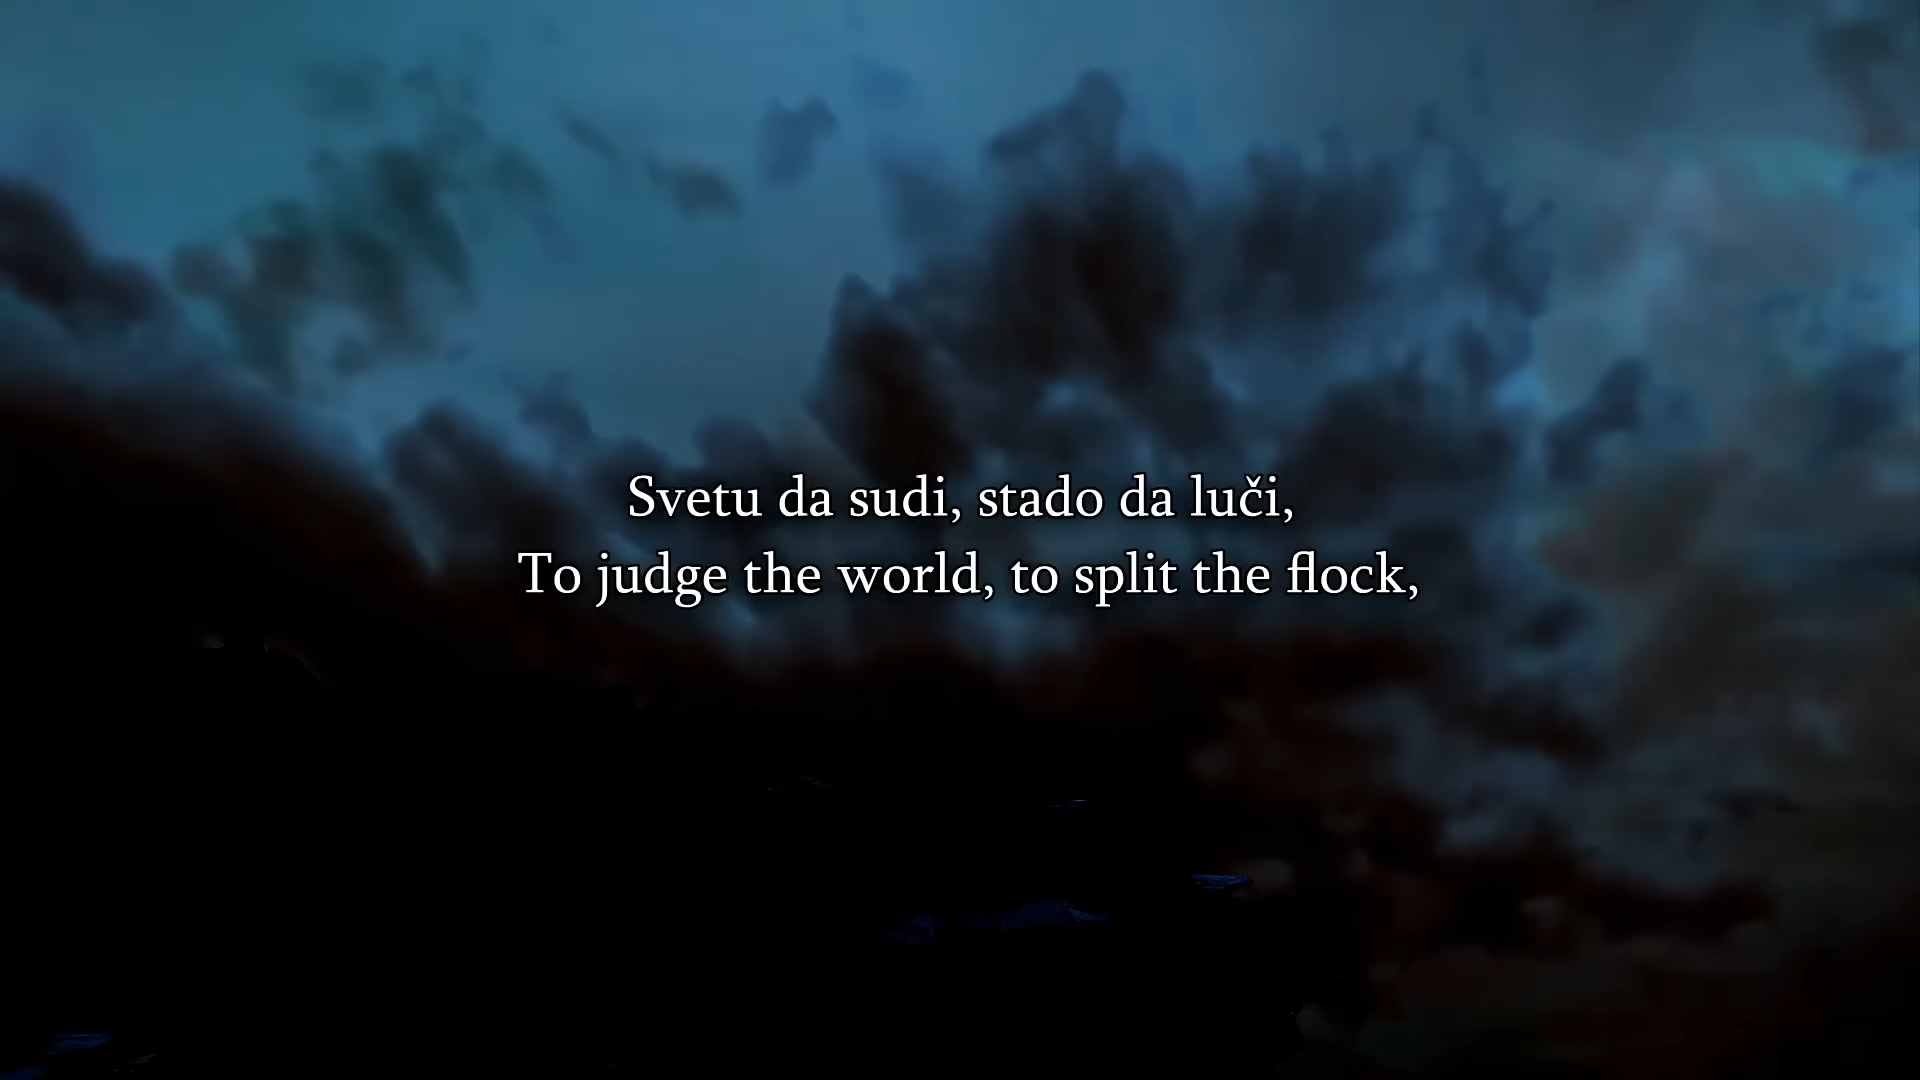 Svetu da sudi, stado da luči,
To judge the world, to split the flock,